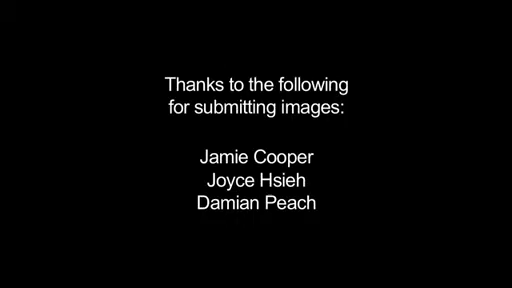 Thanks to the following
for submitting images:
Jamie Cooper
Joyce Hsieh
Damian Peach